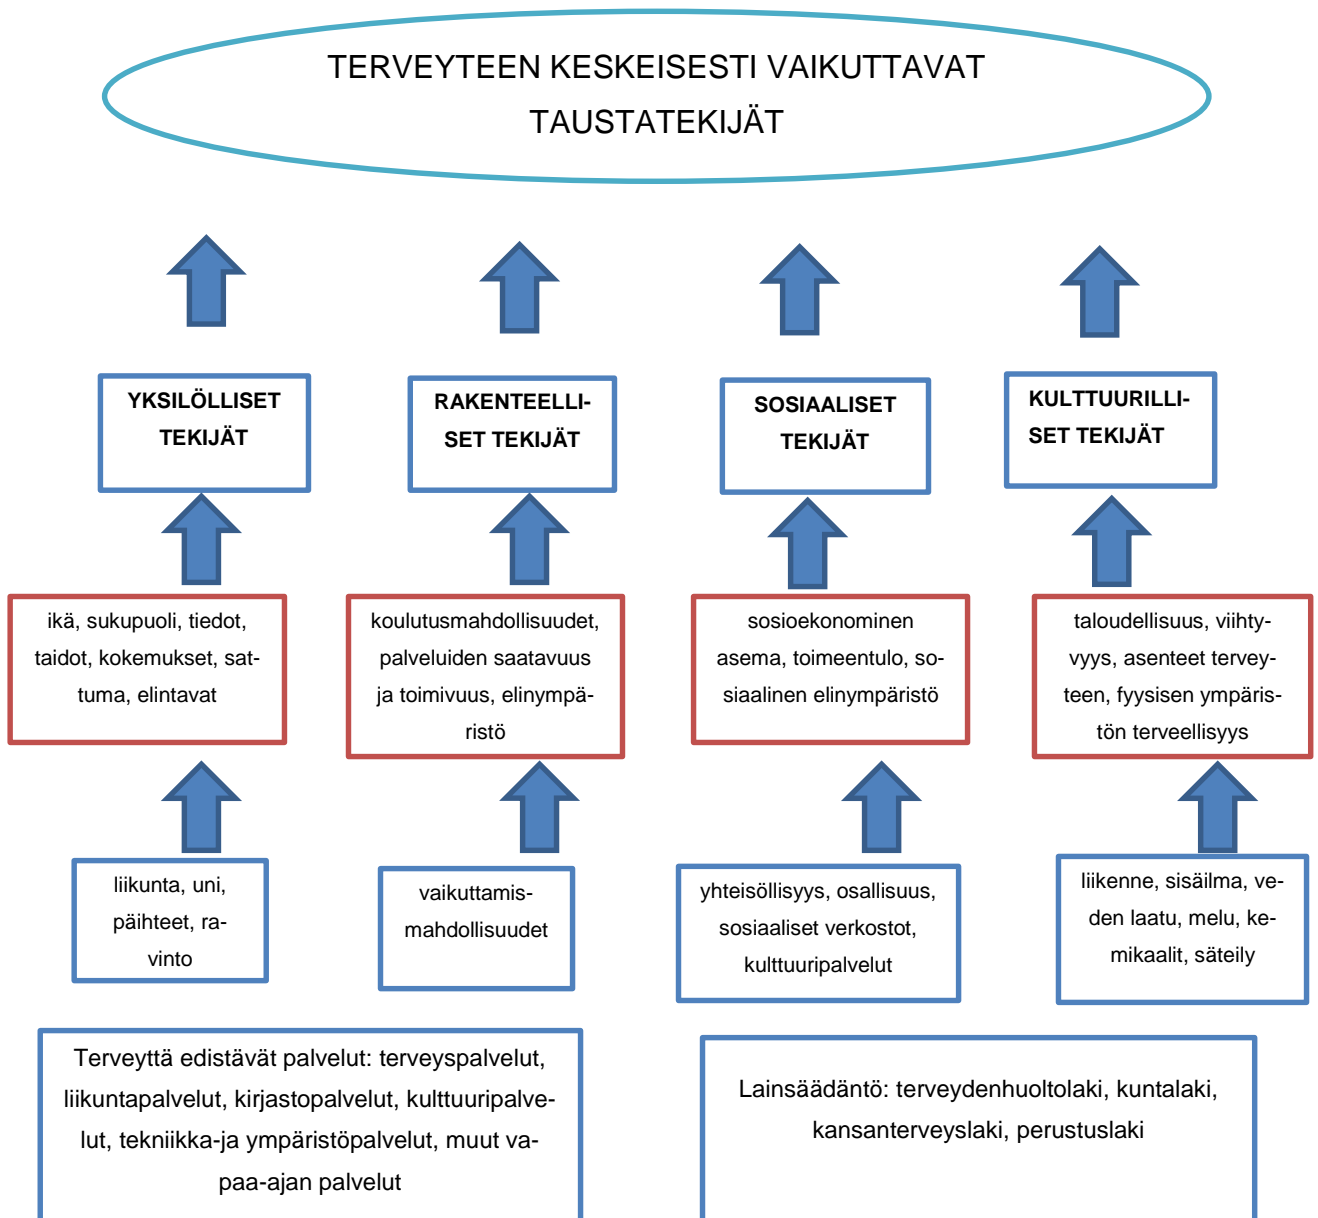 TERVEYTEEN KESKEISESTI VAIKUTTAVAT
TAUSTATEKIJÄT
YKSILÖLLISET
TEKIJÄT
RAKENTEELLI-
SET TEKIJÄT
SOSIAALISET
TEKIJÄT
KULTTUURILLI-
SET TEKIJÄT
ikä, sukupuoli, tiedot,
taidot, kokemukset, sat-
tuma, elintavat
koulutusmahdollisuudet,
palveluiden saatavuus
ja toimivuus, elinympä-
ristö
sosioekonominen
asema, toimeentulo, so-
siaalinen elinympäristö
taloudellisuus, viihty-
vyys, asenteet tervey-
teen, fyysisen ympäris-
tön terveellisyys
liikunta, uni,
päihteet, ra-
vinto
vaikuttamis-
mahdollisuudet
yhteisöllisyys, osallisuus,
sosiaaliset verkostot,
kulttuuripalvelut
liikenne, sisäilma, ve-
den laatu, melu, ke-
mikaalit, säteily
Terveyttä edistävät palvelut: terveyspalvelut,
liikuntapalvelut, kirjastopalvelut, kulttuuripalve-
lut, tekniikka-ja ympäristöpalvelut, muut va-
paa-ajan palvelut
Lainsäädäntö: terveydenhuoltolaki, kuntalaki,
kansanterveyslaki, perustuslaki